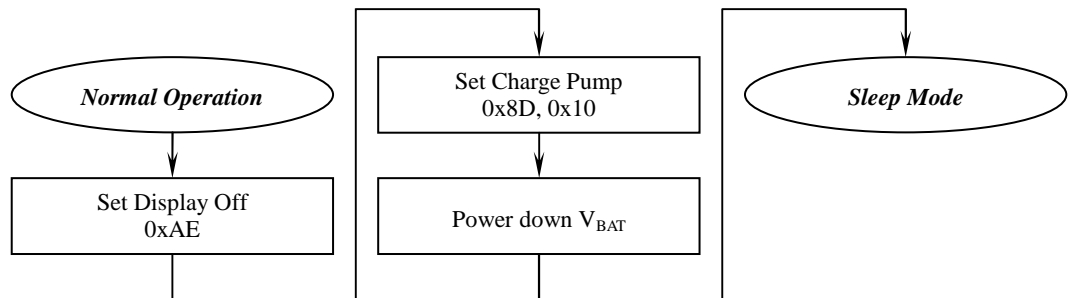 Normal Operation
Set Display Off
0xAE
Set Charge Pump
0x8D, 0x10
Power down VBAT
Sleep Mode